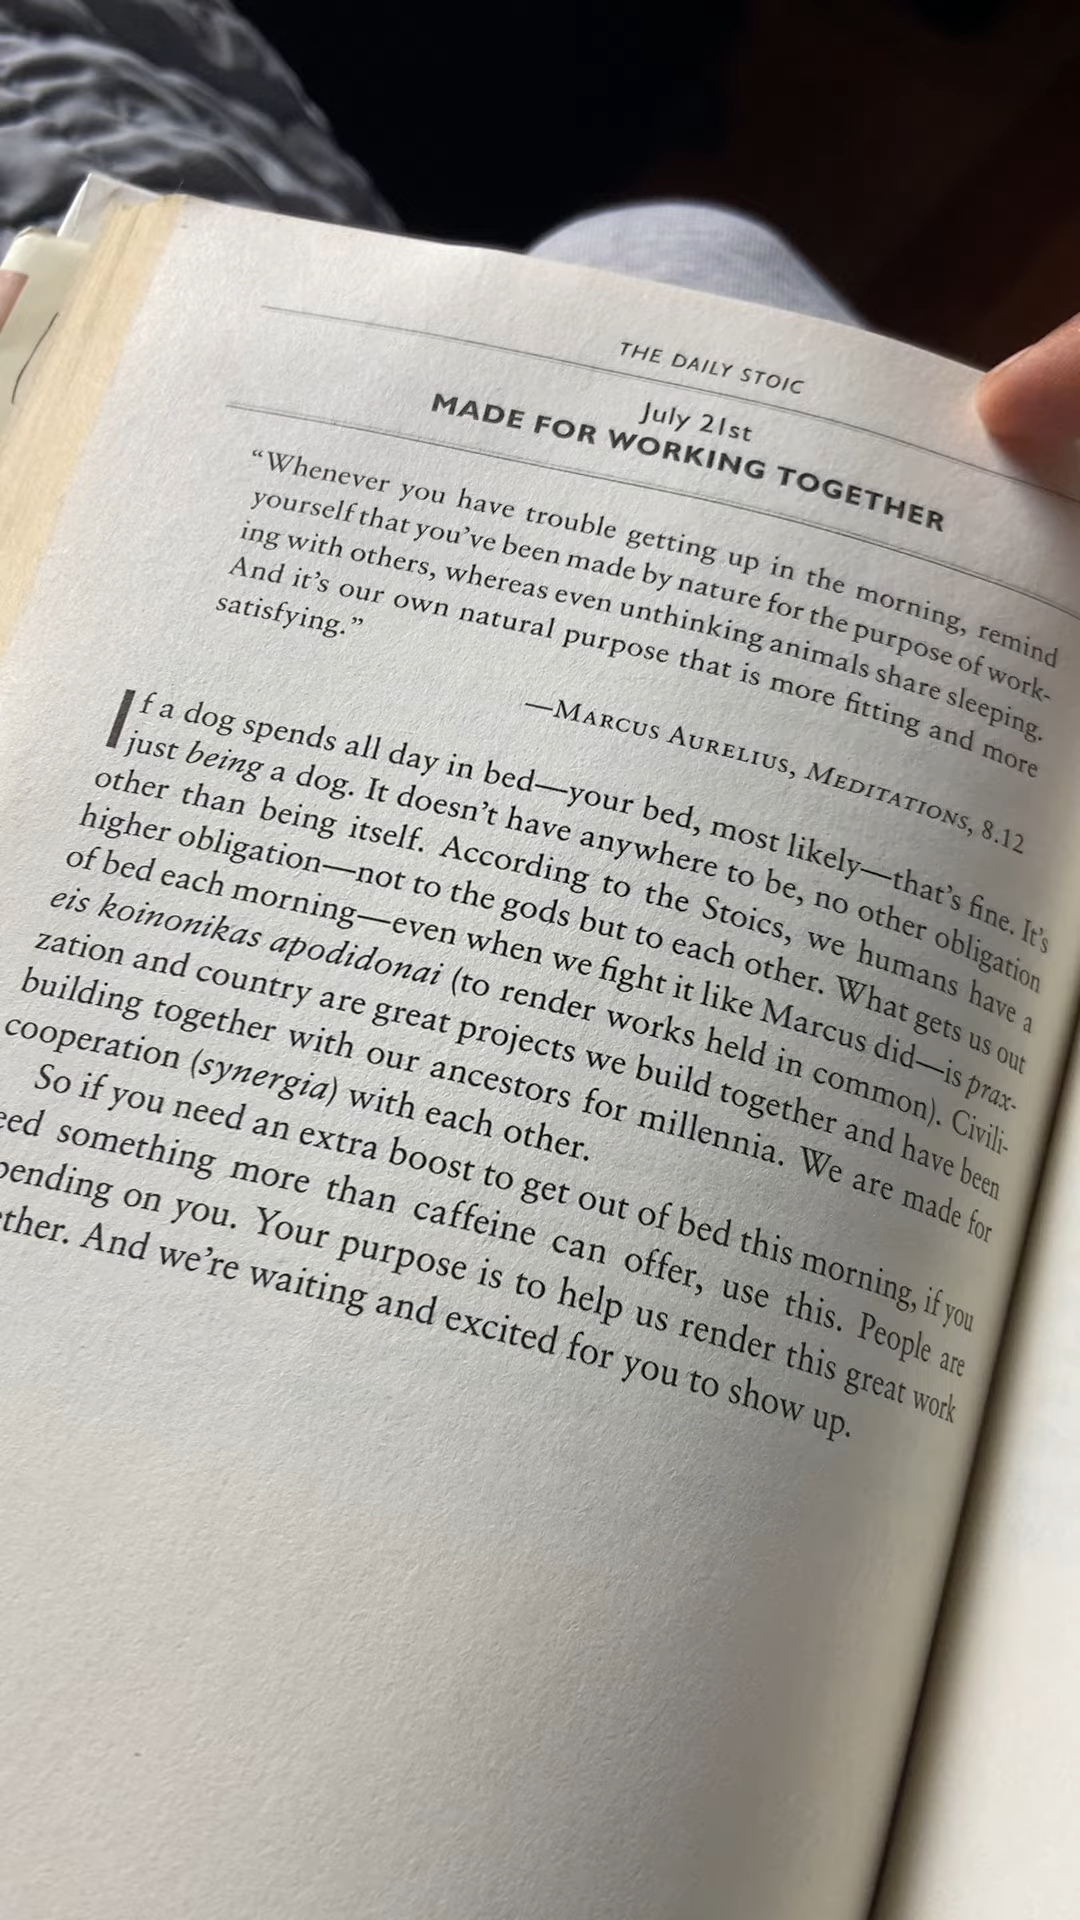 THE DAILY STOIC
July 21st
MADE FOR WORKING TOGETHER
“Whenever you have trouble getting up in the morning, remind
yourself that you’ve been made by nature for the purpose of work-
ing with others, whereas even unthinking animals share sleeping.
And it’s our own natural purpose that is more fitting and more
satisfying.”
—MARCUS AURELIUS, MEDITATIONS, 8.12
If a dog spends all day in bed—your bed, most likely—that’s fine. It’s
just being a dog. It doesn’t have anywhere to be, no other obligation
other than being itself. According to the Stoics, we humans have a
higher obligation—not to the gods but to each other. What gets us out
of bed each morning—even when we fight it like Marcus did—is prax-
eis koinonikas apodidonai (to render works held in common). Civili-
zation and country are great projects we build together and have been
building together with our ancestors for millennia. We are made for
cooperation (synergia) with each other.
So if you need an extra boost to get out of bed this morning, if you
eed something more than caffeine can offer, use this. People are
pending on you. Your purpose is to help us render this great work
ther. And we’re waiting and excited for you to show up.